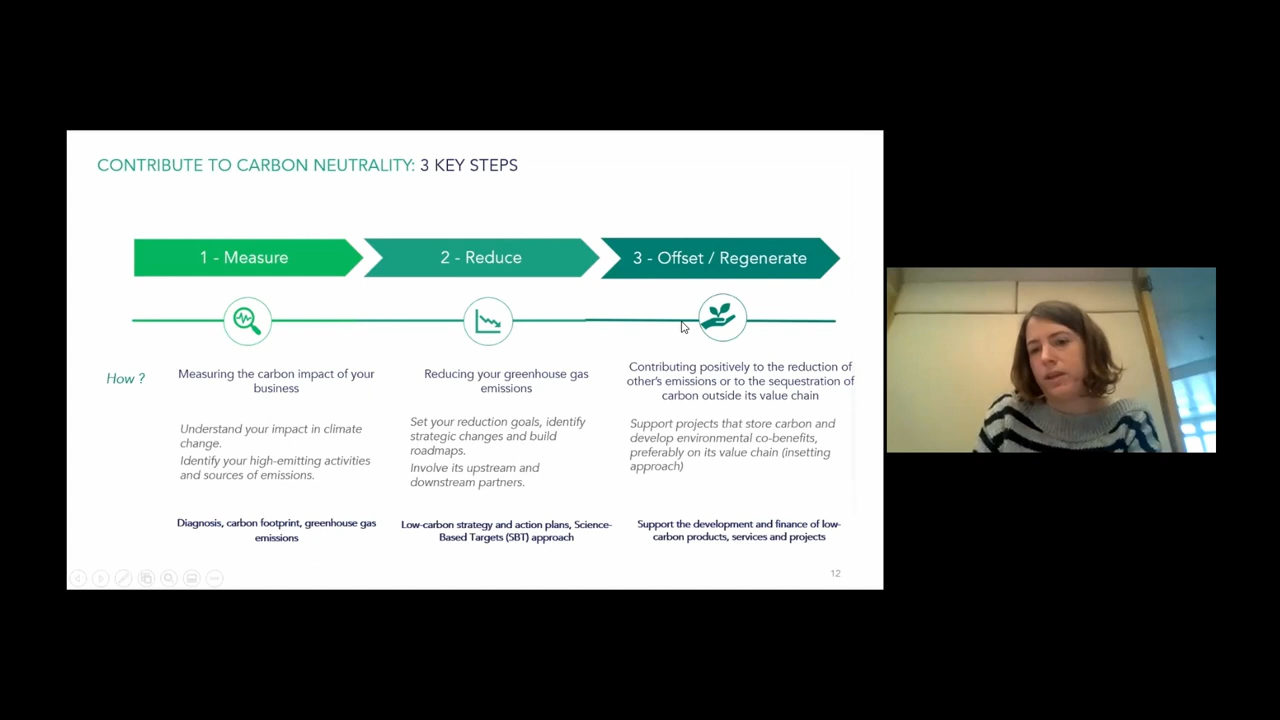 CONTRIBUTE TO CARBON NEUTRALITY: 3 KEY STEPS
1 - Measure
2 - Reduce
3 - Offset / Regenerate
How ?
Measuring the carbon impact of your
business
Understand your impact in climate
change.
Identify your high-emitting activities
and sources of emissions.
Diagnosis, carbon footprint, greenhouse gas
emissions
Reducing your greenhouse gas
emissions
Set your reduction goals, identify
strategic changes and build
roadmaps.
Involve its upstream and
downstream partners.
Low-carbon strategy and action plans, Science-
Based Targets (SBT) approach
Contributing positively to the reduction of
other's emissions or to the sequestration of
carbon outside its value chain
Support projects that store carbon and
develop environmental co-benefits,
preferably on its value chain (insetting
approach)
Support the development and finance of low-
carbon products, services and projects
12